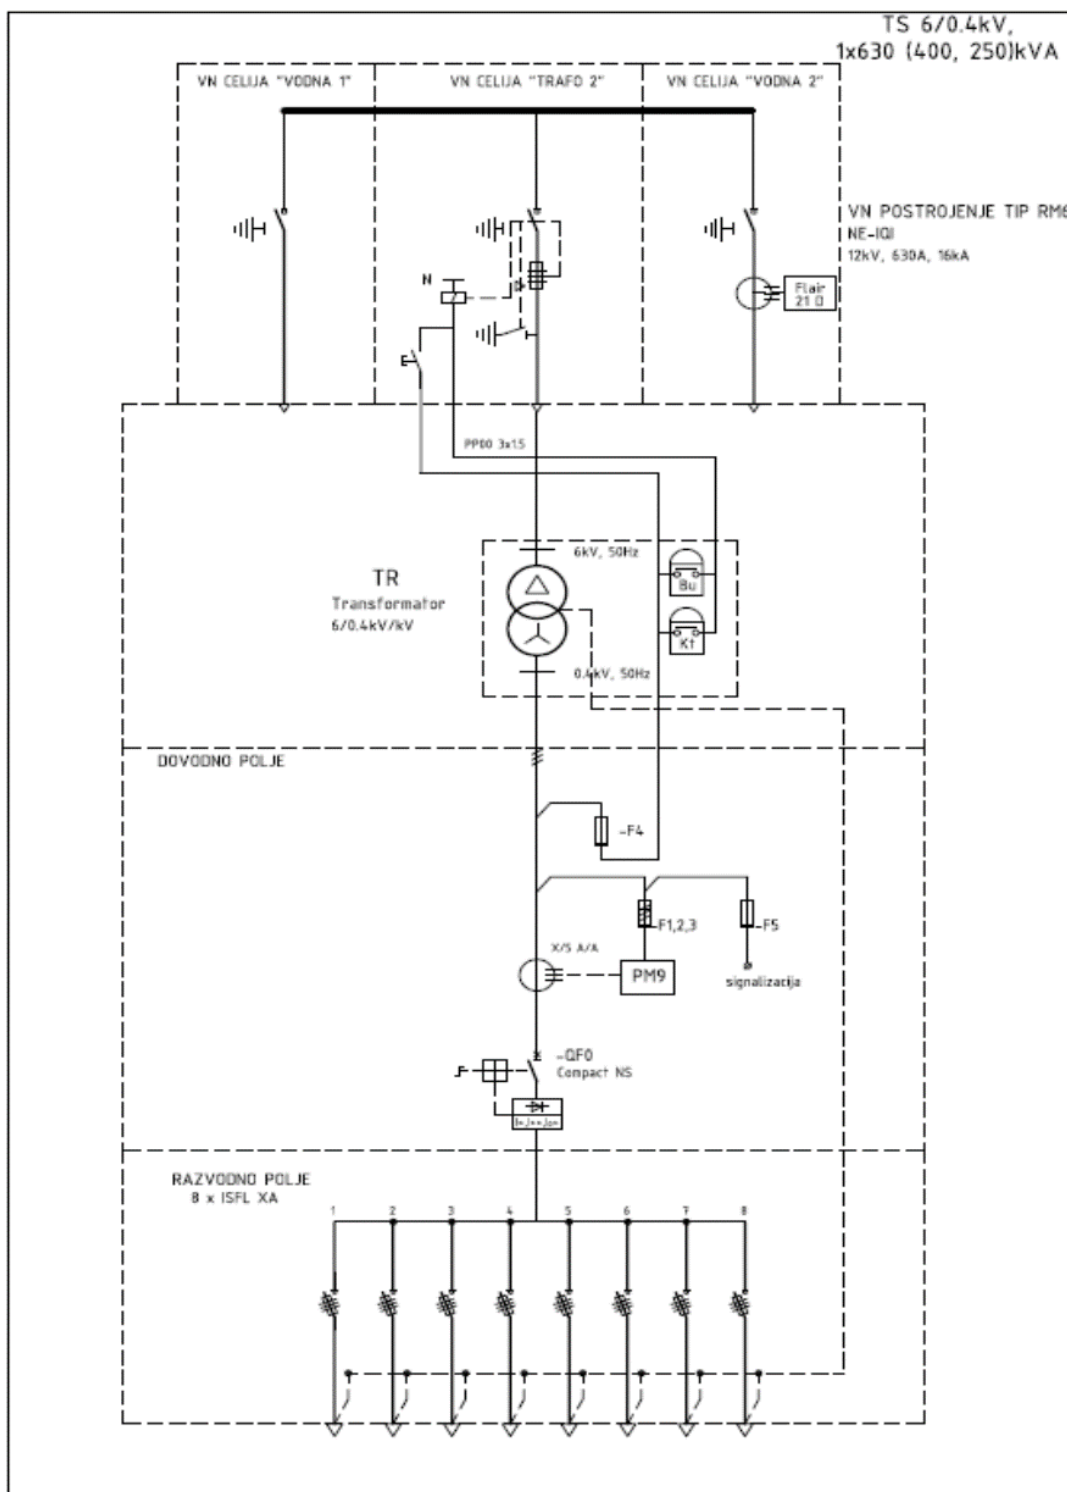 TS 6/0.4kV,
1x630 (400, 250)kVA
VN CELIJA "VODNA 1"
VN CELIJA "TRAFO 2"
VN CELIJA "VODNA 2"
VN POSTROJENJE TIP RM6
NE-IQI
12kV, 630A, 16kA
Flair
21 D
N
PP00 3x1.5
TR
Transformator
6/0.4kV/kV
6kV, 50Hz
Bu
Kt
0.4kV, 50Hz
DOVODNO POLJE
-F4
-F1,2,3
-F5
X/5 A/A
PM9
signalizacija
-QF0
Compact NS
RAZVODNO POLJE
8 x ISFL XA
1 2 3 4 5 6 7 8